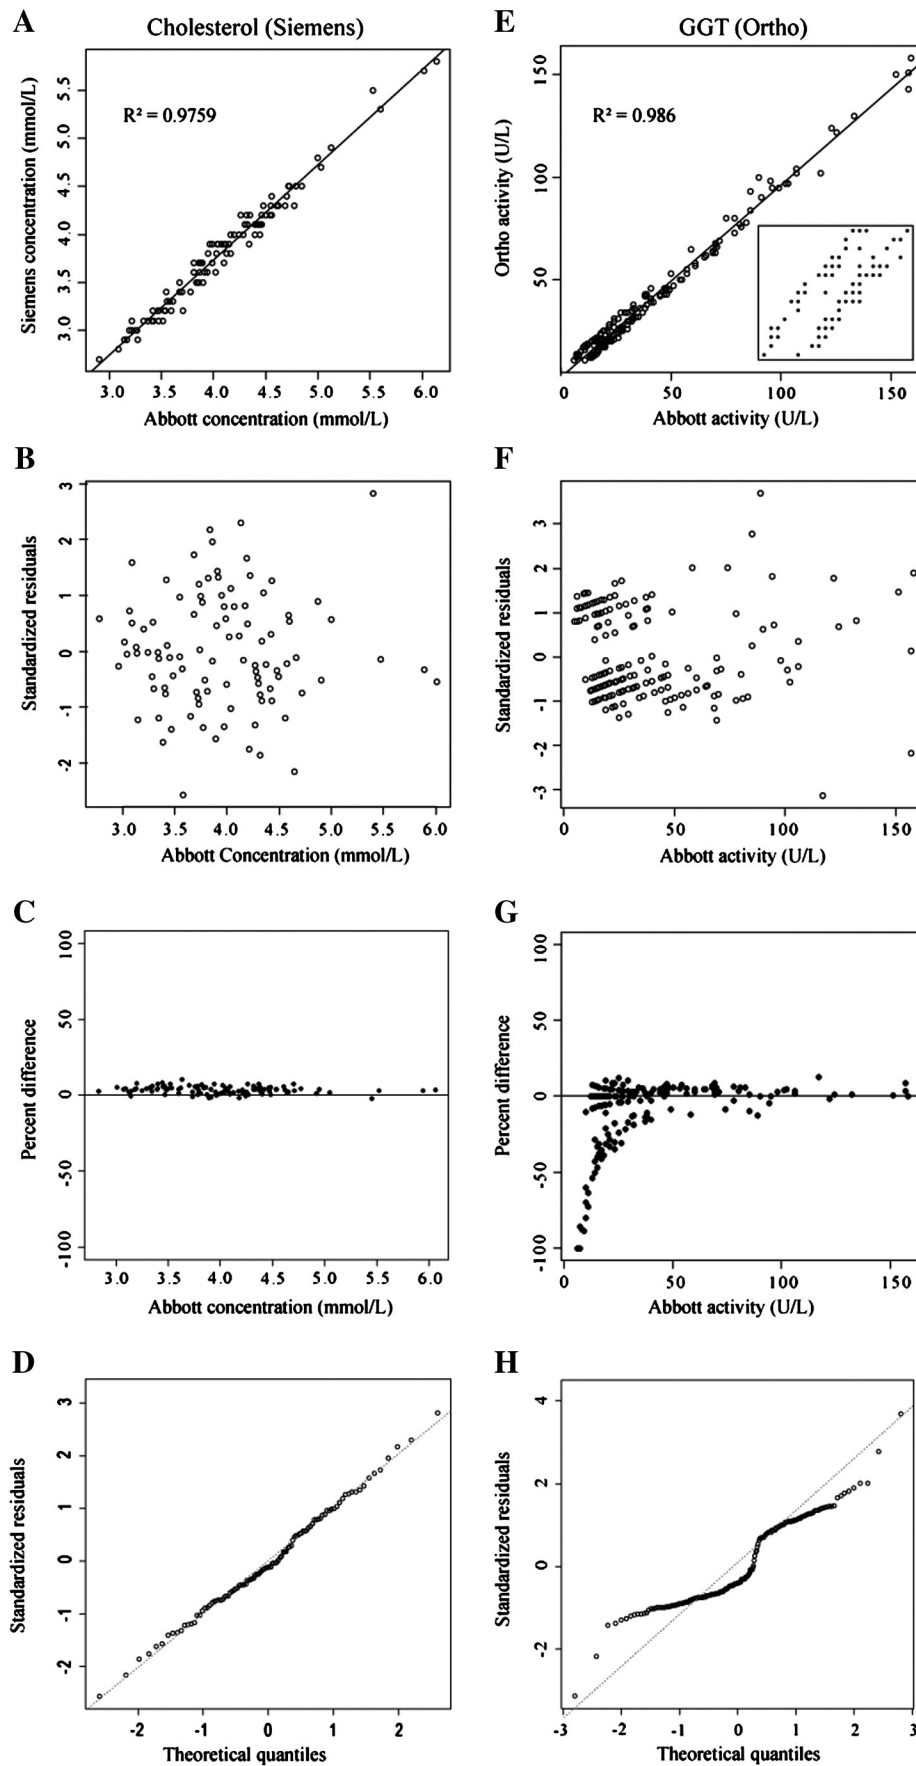 A
Cholesterol (Siemens)
R² = 0.9759
Siemens concentration (mmol/L)
3.0 3.5 4.0 4.5 5.0 5.5
3.0 3.5 4.0 4.5 5.0 5.5 6.0
Abbott concentration (mmol/L)
E
GGT (Ortho)
R² = 0.986
Ortho activity (U/L)
50 100 150
0 50 100 150
Abbott activity (U/L)
B
Standardized residuals
-2 -1 0 1 2 3
3.0 3.5 4.0 4.5 5.0 5.5 6.0
Abbott Concentration (mmol/L)
F
Standardized residuals
-3 -2 -1 0 1 2 3
0 50 100 150
Abbott activity (U/L)
C
Percent difference
-100 -50 0 50 100
3.0 3.5 4.0 4.5 5.0 5.5 6.0
Abbott concentration (mmol/L)
G
Percent difference
-100 -50 0 50 100
0 50 100 150
Abbott activity (U/L)
D
Standardized residuals
-2 -1 0 1 2 3
-2 -1 0 1 2
Theoretical quantiles
H
Standardized residuals
-2 0 2 4
-3 -2 -1 0 1 2 3
Theoretical quantiles